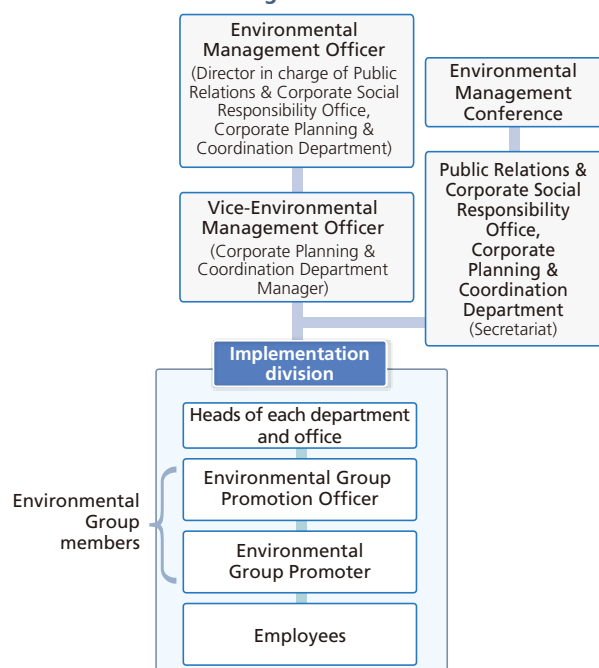 Environmental
Management Officer
(Director in charge of Public
Relations & Corporate Social
Responsibility Office,
Corporate Planning &
Coordination Department)
Environmental
Management
Conference
Vice-Environmental
Management Officer
(Corporate Planning &
Coordination Department
Manager)
Public Relations &
Corporate Social
Responsibility
Office,
Corporate
Planning &
Coordination
Department
(Secretariat)
Implementation
division
Heads of each department
and office
Environmental Group
Promotion Officer
Environmental
Group
members
Environmental
Group Promoter
Employees